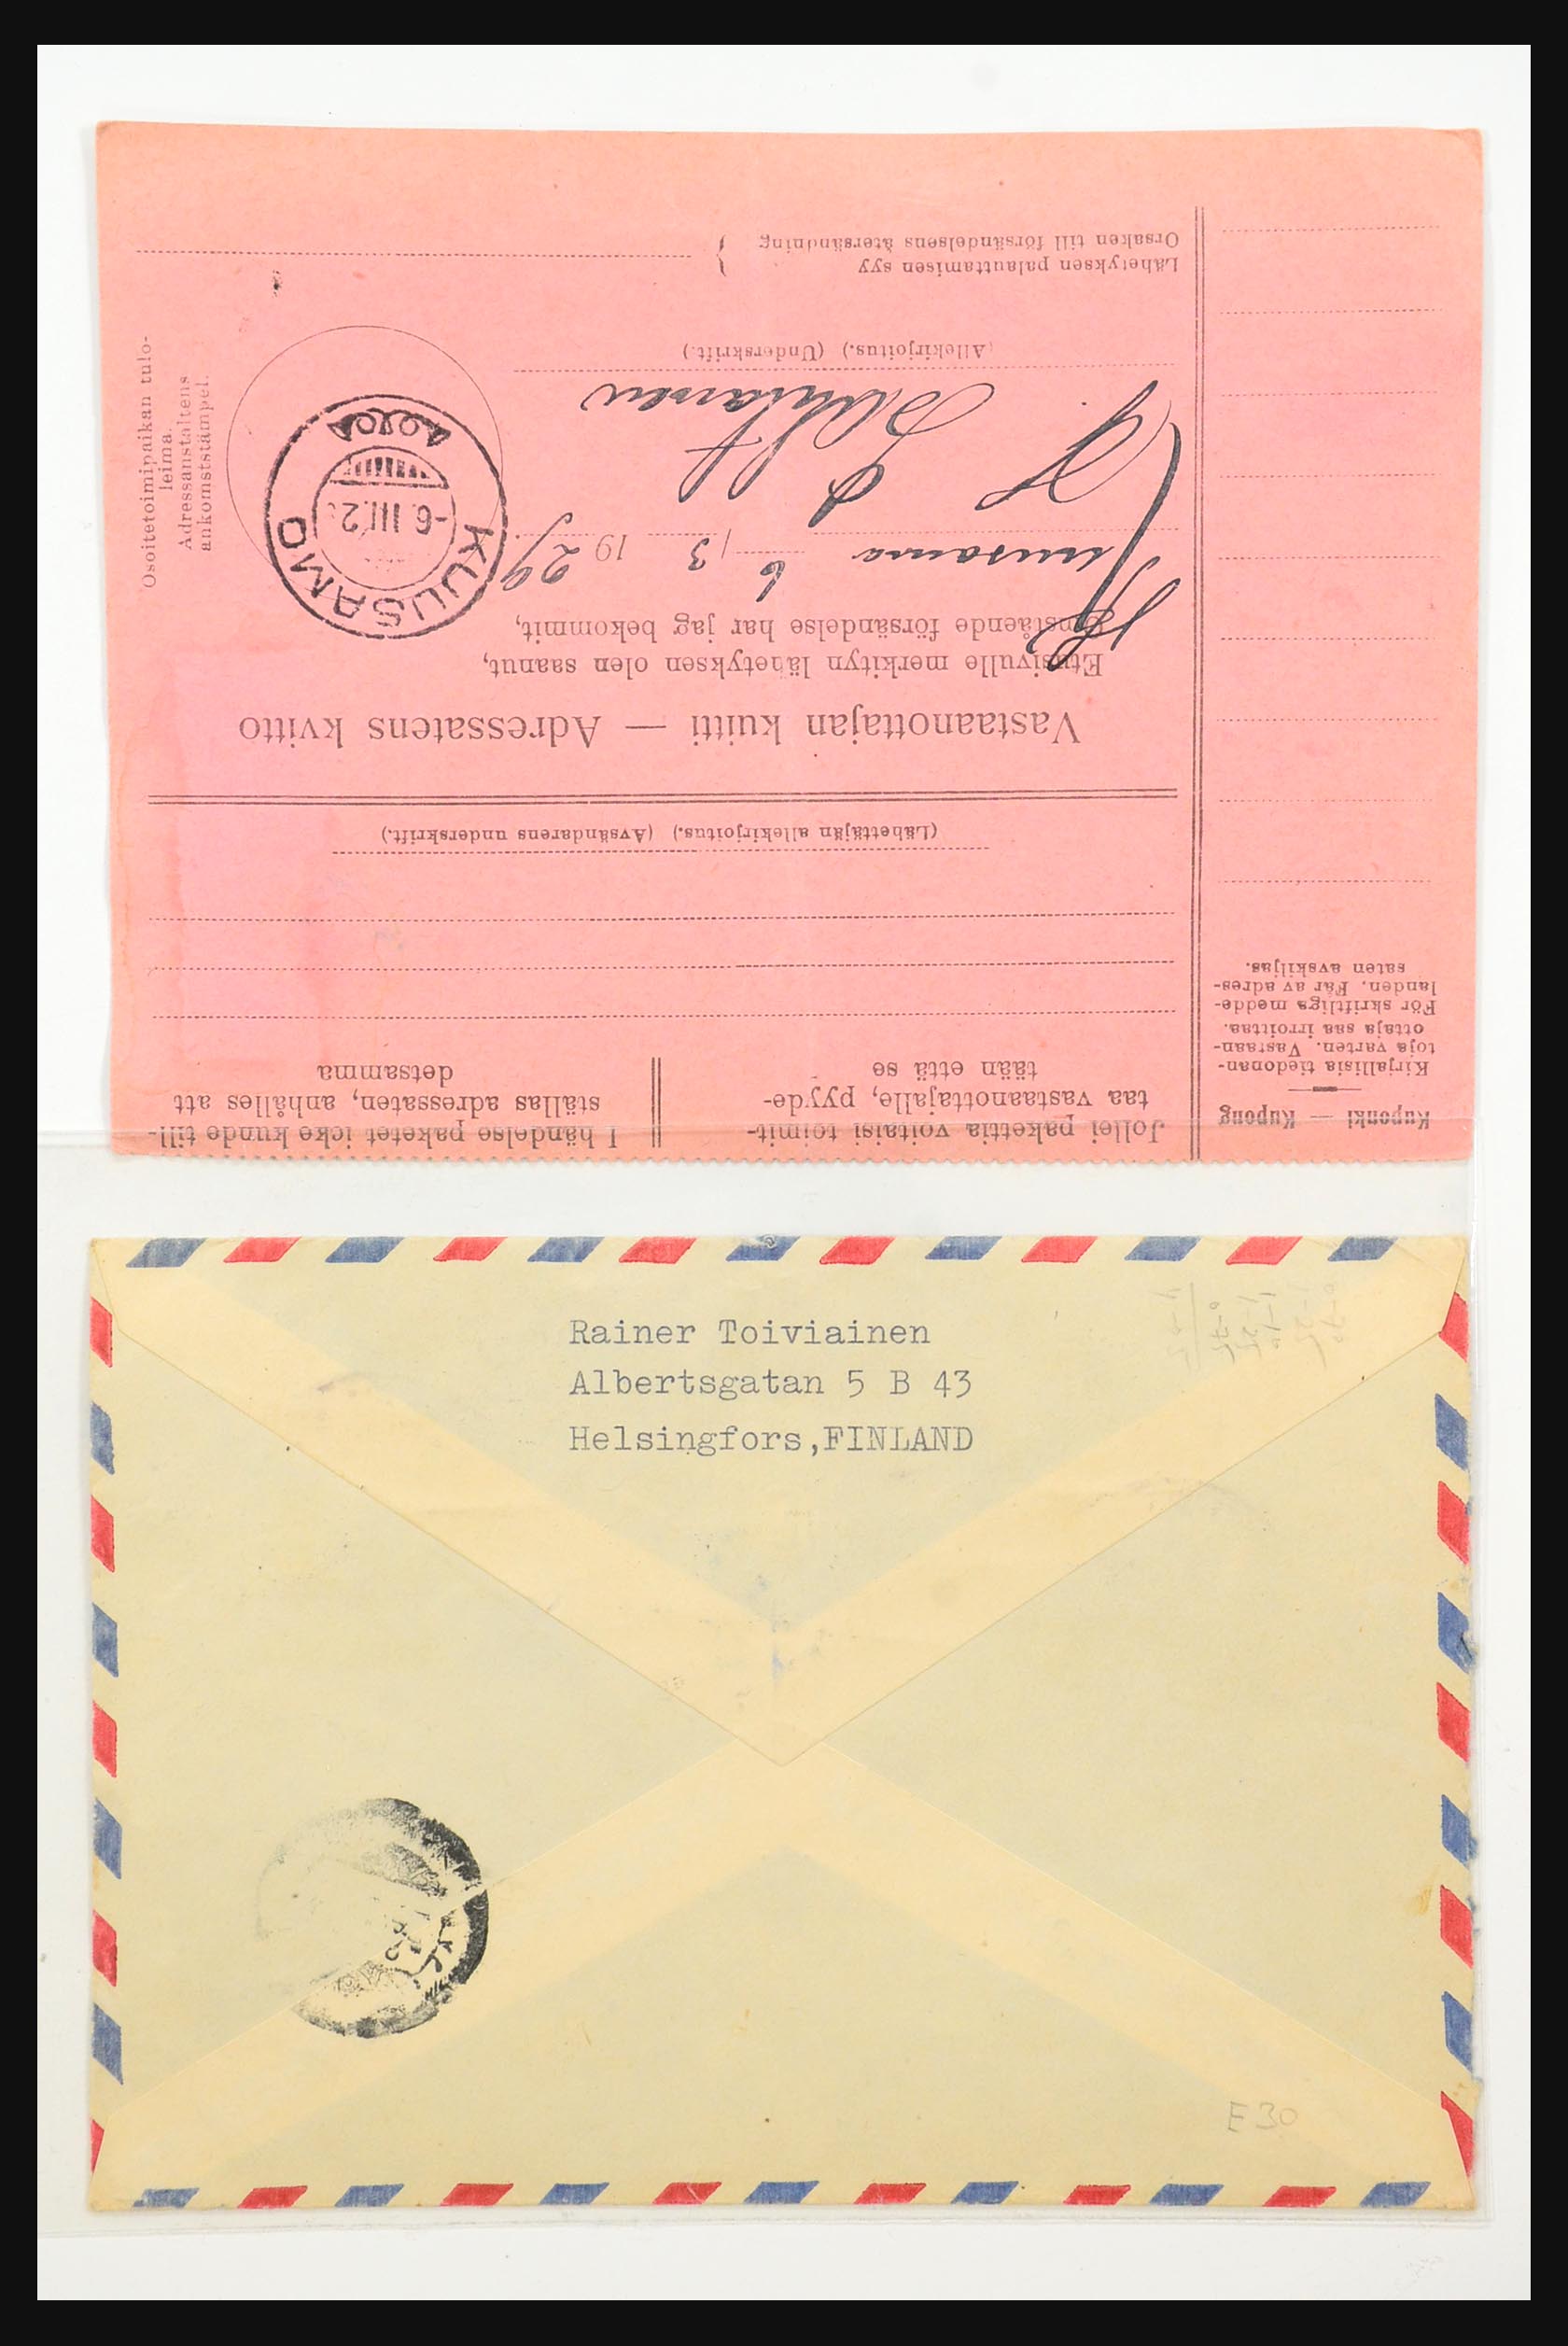 Kuponki — Kupong
Kirjallisia tiedonan-
toja varten. Vastaan-
ottaja saa irroittaa.
För skriftliga medde-
landen. Får av adres-
saten avskiljas.
Jollei pakettia voitaisi toimit-
taa vastaanottajalle, pyyde-
tään että se
I händelse paketet icke kunde till-
ställas adressaten, anhålles att
detsamma
(Lähettäjän allekirjoitus.) (Avsändarens underskrift.)
Vastaanottajan kuitti — Adressatens kvitto
Etusivulle merkityn lähetyksen olen saanut,
Omstående försändelse har jag bekommit,
6 / 3 19 29
(Allekirjoitus.) (Underskrift.)
Lähetyksen palauttamisen syy
Orsaken till försändelsens återsändning
Osoitetoimipaikan tulo-
leima.
Adressanstaltens
ankomststämpel.
KUUSAMO
-6.III.2
Rainer Toiviainen
Albertsgatan 5 B 43
Helsingfors,FINLAND
E30